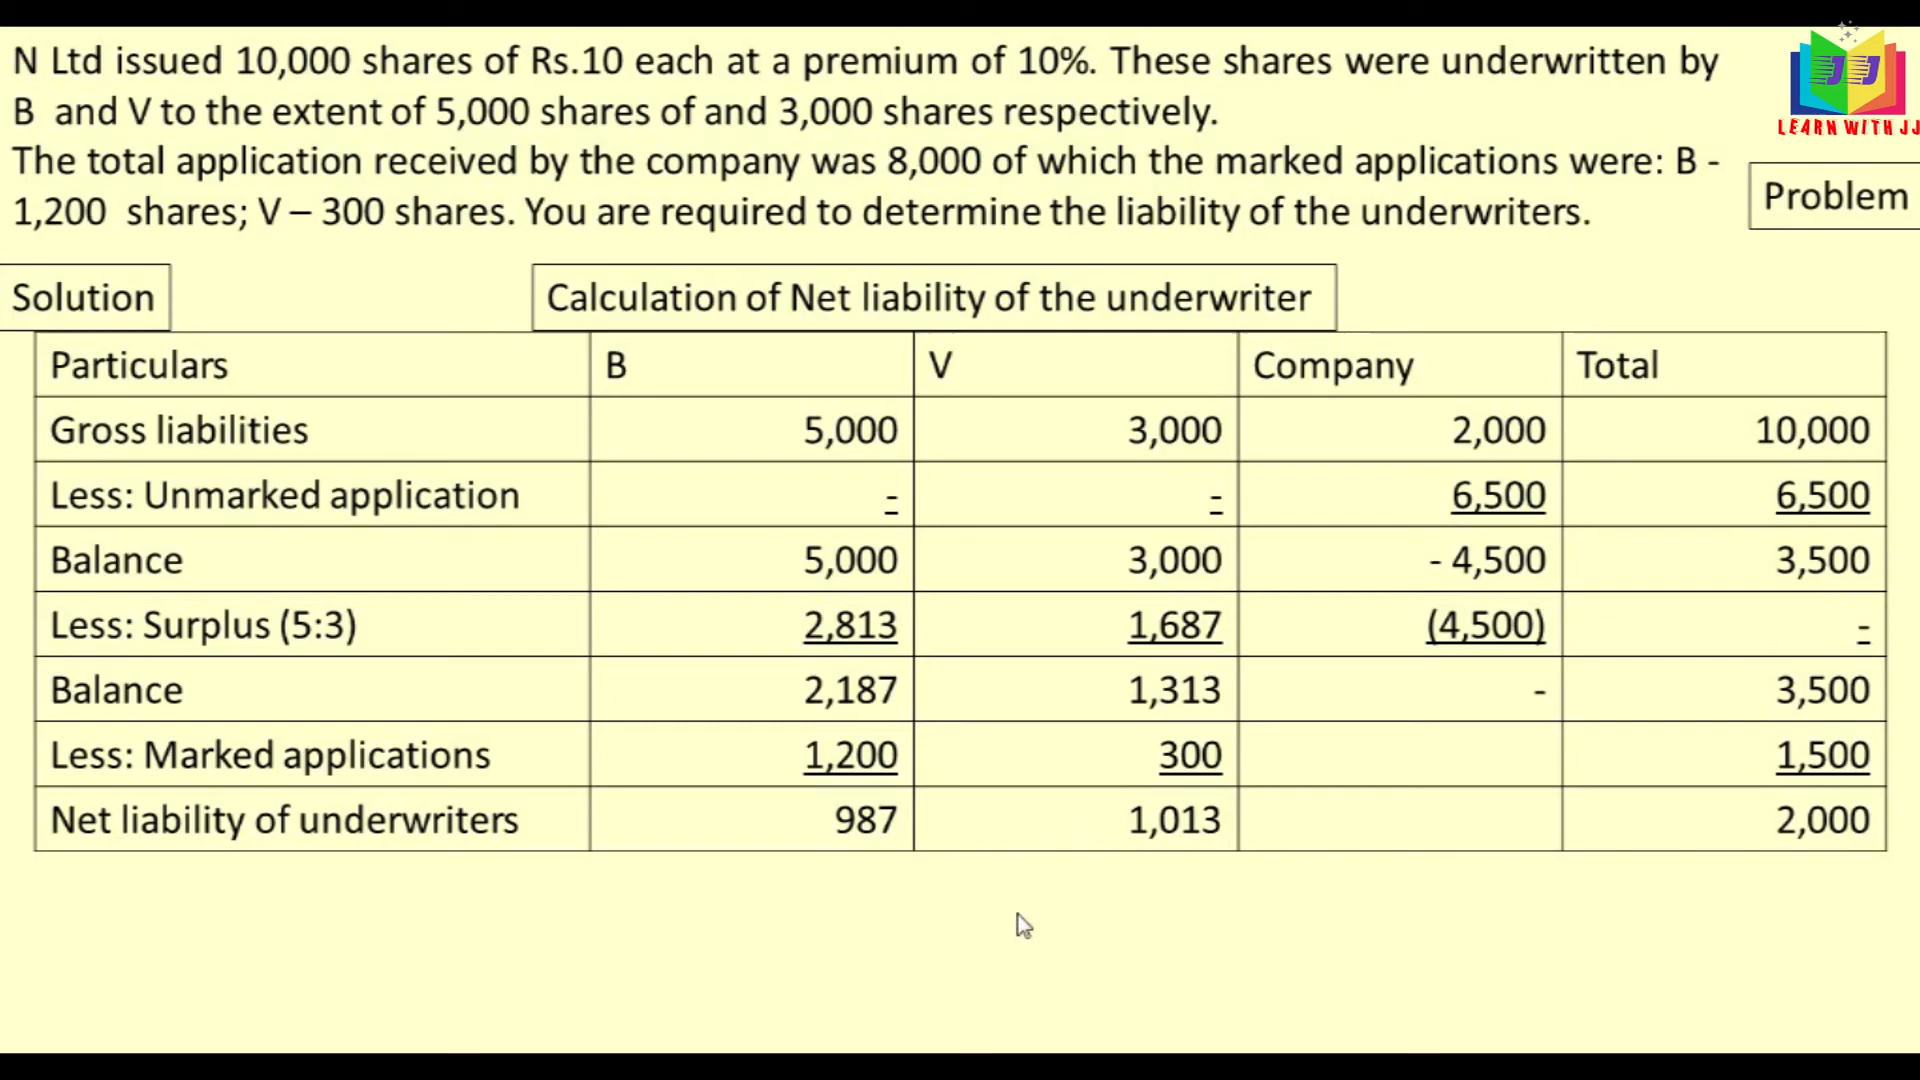 N Ltd issued 10,000 shares of Rs.10 each at a premium of 10%. These shares were underwritten by
B and V to the extent of 5,000 shares of and 3,000 shares respectively.
The total application received by the company was 8,000 of which the marked applications were: B -
1,200 shares; V – 300 shares. You are required to determine the liability of the underwriters.
JJ
LEARN WITH JJ
Problem
Solution
Calculation of Net liability of the underwriter
Particulars B V Company Total
Gross liabilities 5,000 3,000 2,000 10,000
Less: Unmarked application - - 6,500 6,500
Balance 5,000 3,000 - 4,500 3,500
Less: Surplus (5:3) 2,813 1,687 (4,500) -
Balance 2,187 1,313 - 3,500
Less: Marked applications 1,200 300 1,500
Net liability of underwriters 987 1,013 2,000